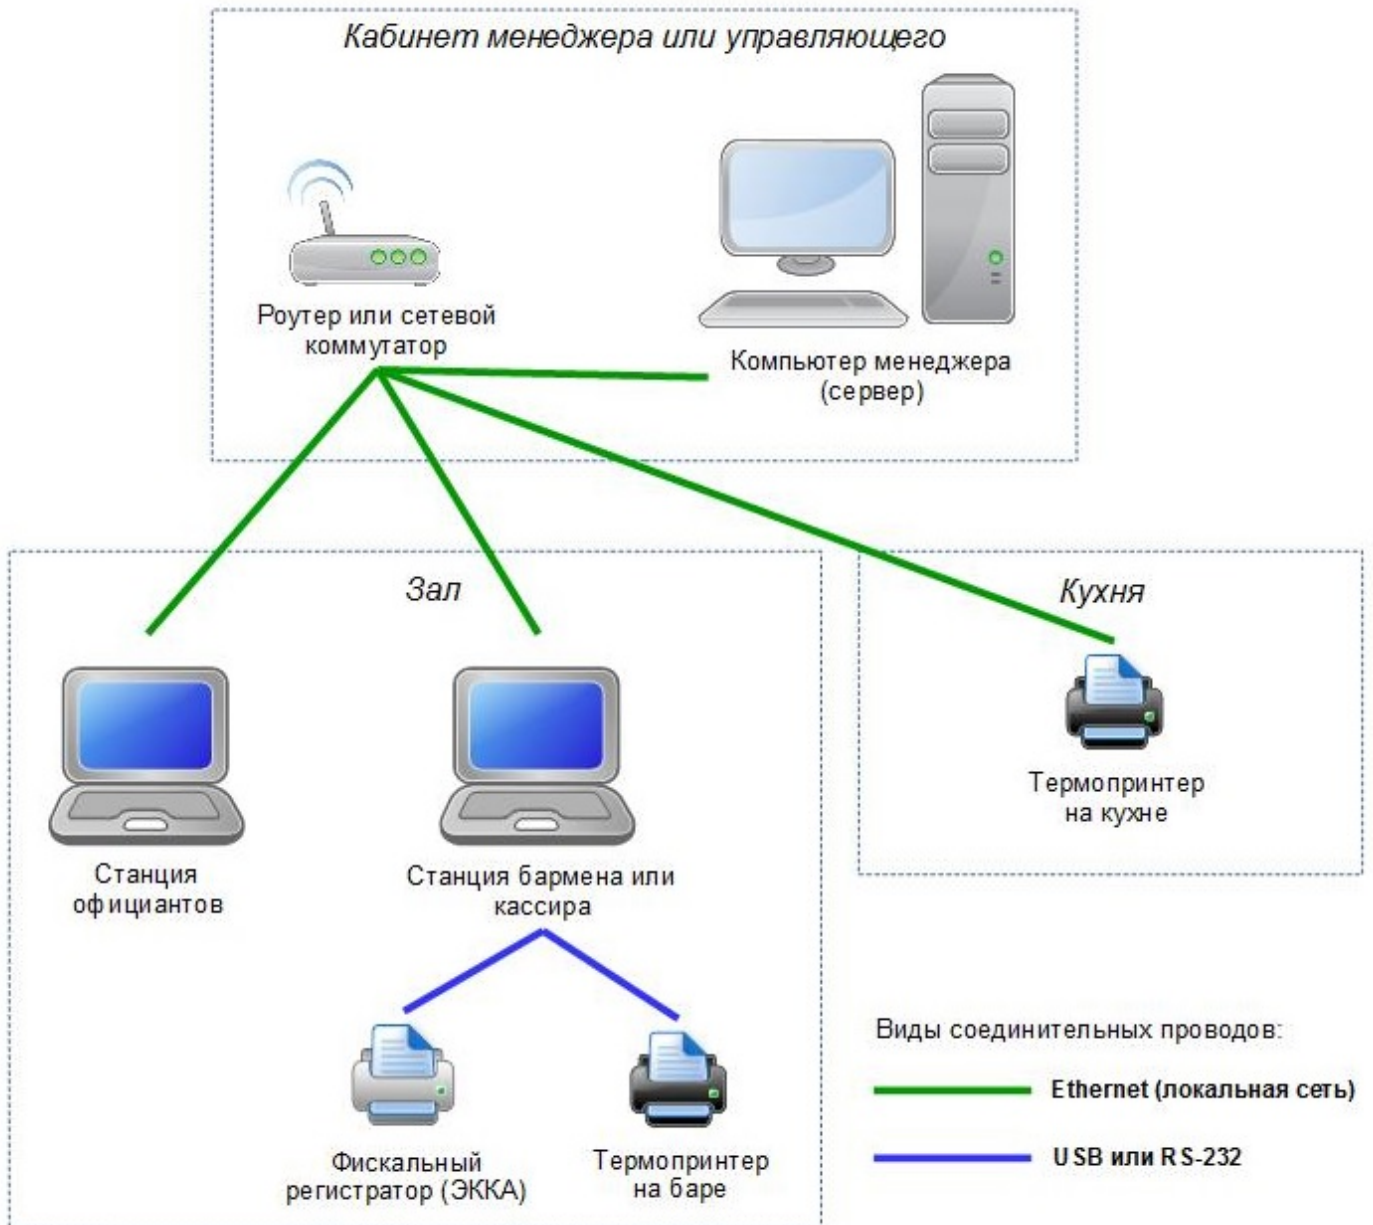 Кабинет менеджера или управляющего
Роутер или сетевой
коммутатор
Компьютер менеджера
(сервер)
Зал
Станция
официантов
Станция бармена или
кассира
Фискальный
регистратор (ЭККА)
Термопринтер
на баре
Кухня
Термопринтер
на кухне
Виды соединительных проводов:
Ethernet (локальная сеть)
USB или RS-232